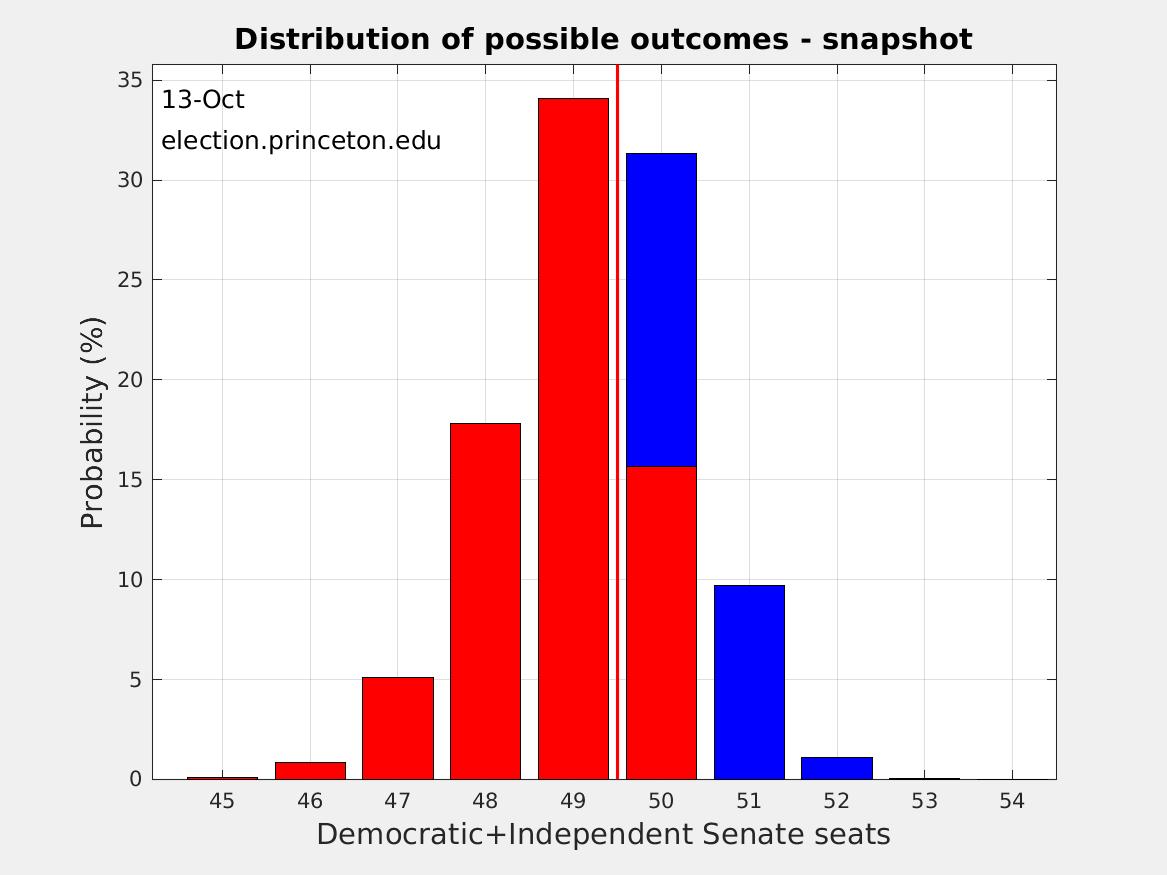 Distribution of possible outcomes - snapshot
13-Oct
election.princeton.edu
Probability (%)
35
30
25
20
15
10
5
0
45 46 47 48 49 50 51 52 53 54
Democratic+Independent Senate seats